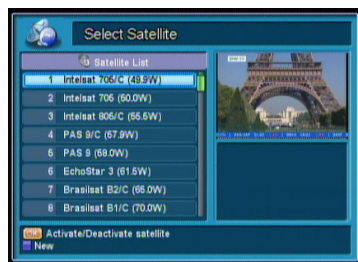 Select Satellite
Satellite List
1 Intelsat 705/C (49.9W)
2 Intelsat 706 (60.0W)
3 Intelsat 805/C (55.5W)
4 PAS 9/C (57.9W)
5 PAS 9 (58.0W)
6 EchoStar 3 (61.5W)
7 Brasilsat B2/C (65.0W)
8 Brasilsat B1/C (70.0W)
Activate/Deactivate satellite
New